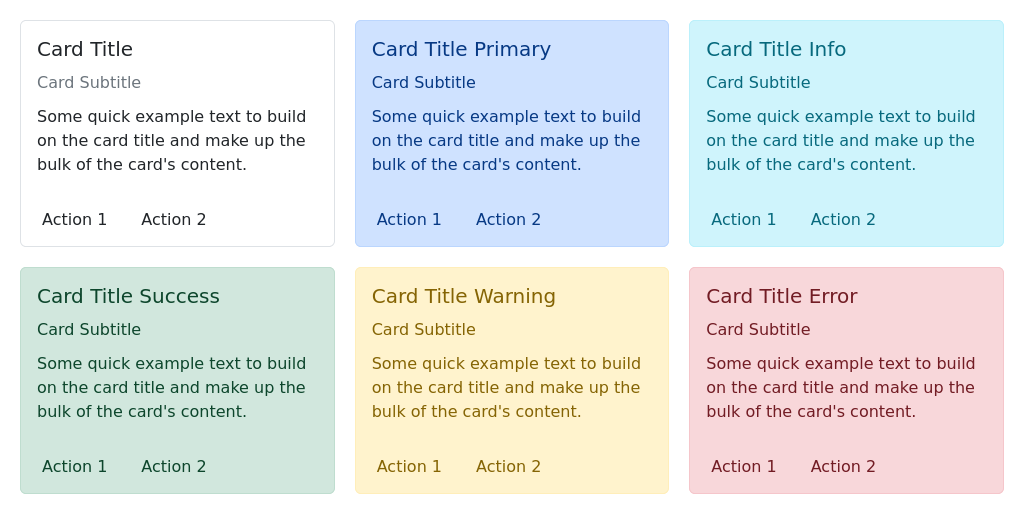 Card Title
Card Subtitle
Some quick example text to build
on the card title and make up the
bulk of the card's content.
Action 1 Action 2
Card Title Primary
Card Subtitle
Some quick example text to build
on the card title and make up the
bulk of the card's content.
Action 1 Action 2
Card Title Info
Card Subtitle
Some quick example text to build
on the card title and make up the
bulk of the card's content.
Action 1 Action 2
Card Title Success
Card Subtitle
Some quick example text to build
on the card title and make up the
bulk of the card's content.
Action 1 Action 2
Card Title Warning
Card Subtitle
Some quick example text to build
on the card title and make up the
bulk of the card's content.
Action 1 Action 2
Card Title Error
Card Subtitle
Some quick example text to build
on the card title and make up the
bulk of the card's content.
Action 1 Action 2